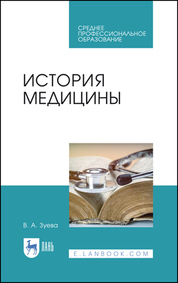 СРЕДНЕЕ
ПРОФЕССИОНАЛЬНОЕ
ОБРАЗОВАНИЕ
ИСТОРИЯ
МЕДИЦИНЫ
В. А. Зуева
ЛАНЬ
E.LANBOOK.COM